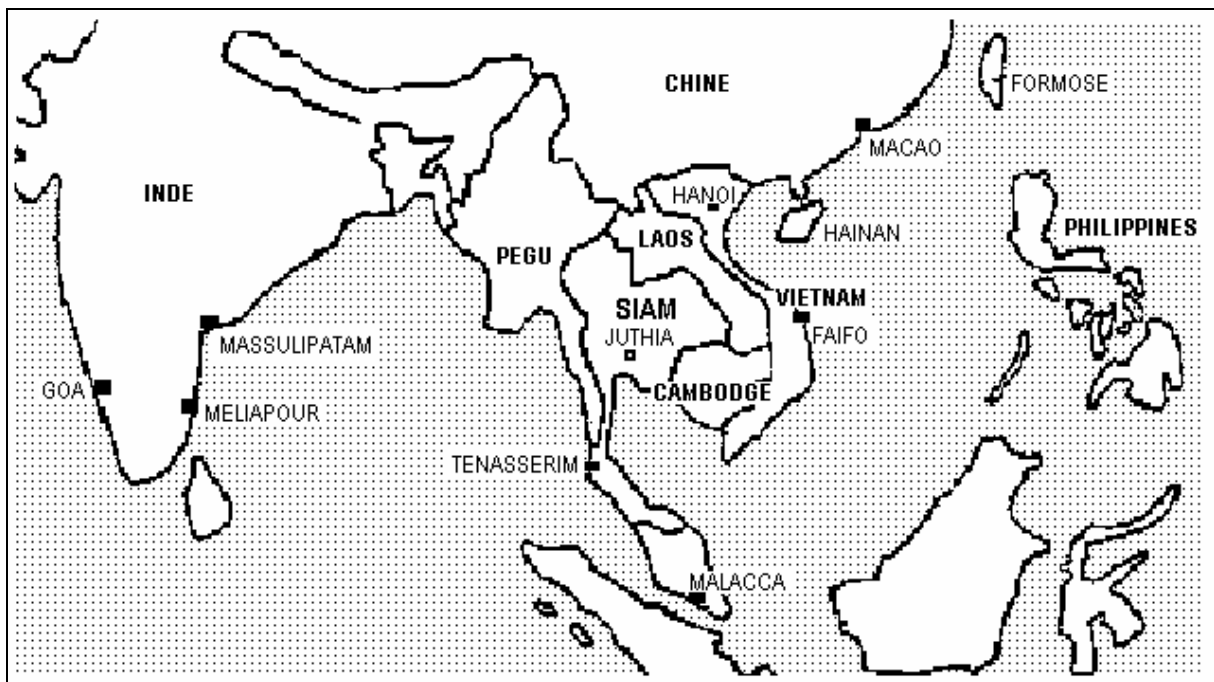 CHINE
FORMOSE
MACAO
INDE
HANOI
HAINAN
PHILIPPINES
LAOS
PEGU
VIETNAM
SIAM
FAIFO
MASSULIPATAM
JUTHIA
GOA
CAMBODGE
MELIAPOUR
TENASSERIM
MALACCA